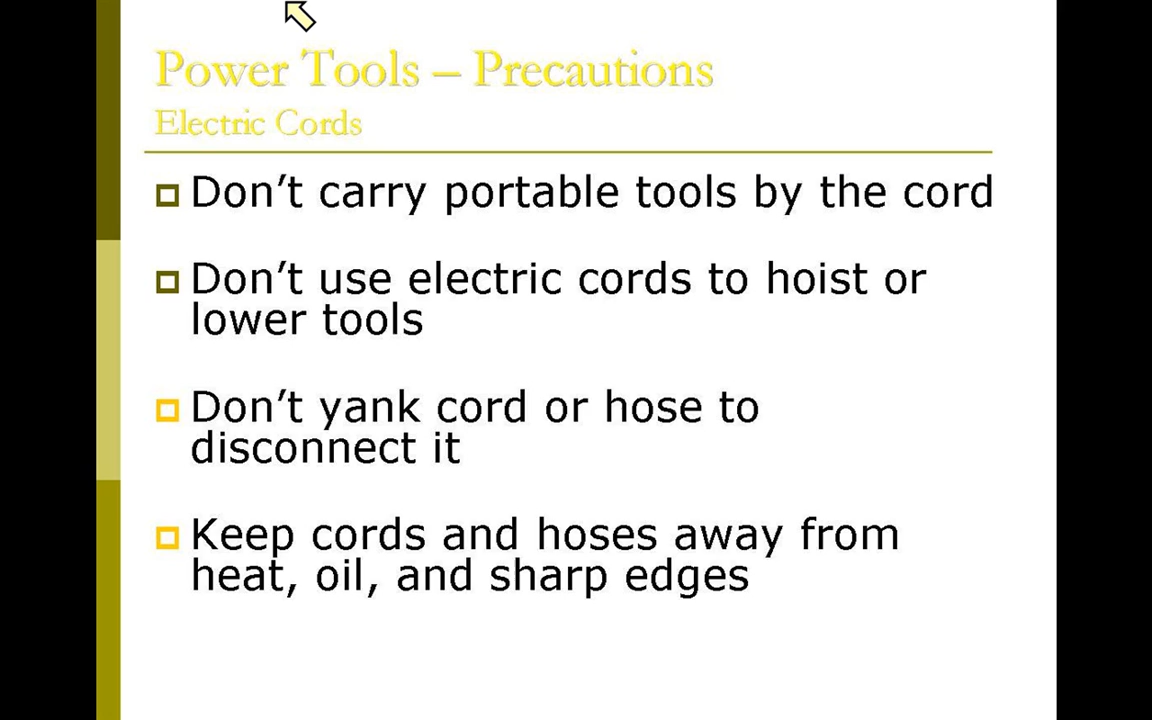 Power Tools – Precautions
Electric Cords
Don’t carry portable tools by the cord
Don’t use electric cords to hoist or
lower tools
Don’t yank cord or hose to
disconnect it
Keep cords and hoses away from
heat, oil, and sharp edges